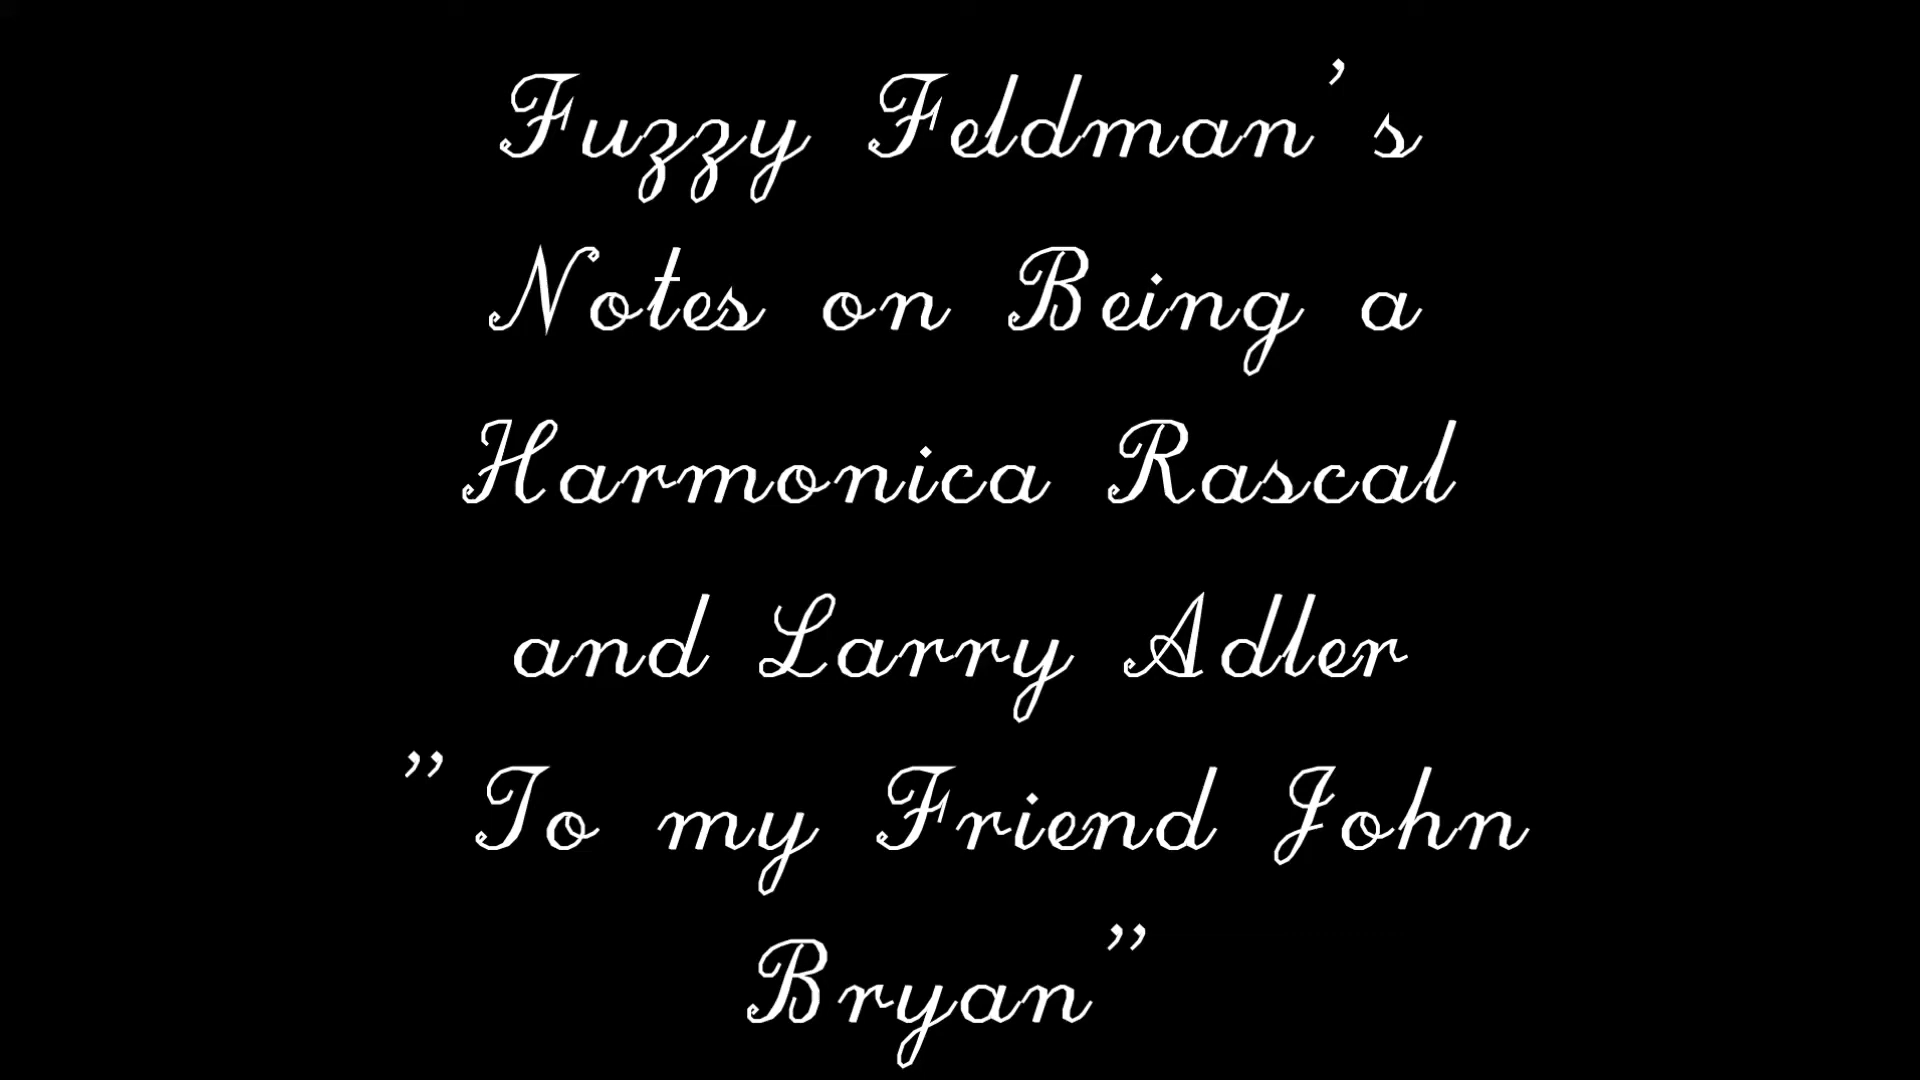 Fuzzy Feldman's
Notes on Being a
Harmonica Rascal
and Larry Adler
"To my Friend John
Bryan"